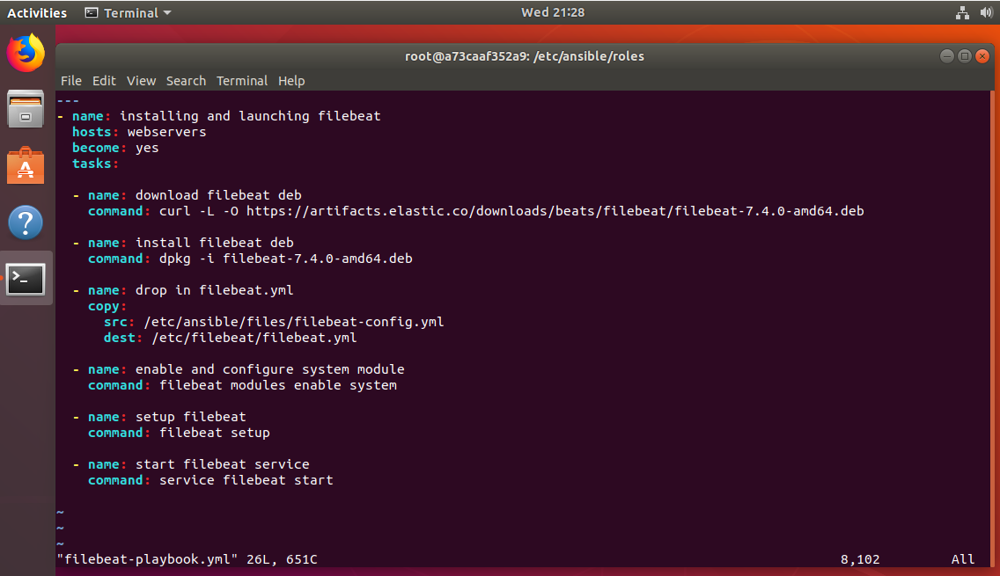 Activities Terminal Wed 21:28
root@a73caaf352a9: /etc/ansible/roles
File Edit View Search Terminal Help
---
- name: installing and launching filebeat
  hosts: webservers
  become: yes
  tasks:

  - name: download filebeat deb
    command: curl -L -O https://artifacts.elastic.co/downloads/beats/filebeat/filebeat-7.4.0-amd64.deb

  - name: install filebeat deb
    command: dpkg -i filebeat-7.4.0-amd64.deb

  - name: drop in filebeat.yml
    copy:
      src: /etc/ansible/files/filebeat-config.yml
      dest: /etc/filebeat/filebeat.yml

  - name: enable and configure system module
    command: filebeat modules enable system

  - name: setup filebeat
    command: filebeat setup

  - name: start filebeat service
    command: service filebeat start

~
~
~
"filebeat-playbook.yml" 26L, 651C 8,102 All